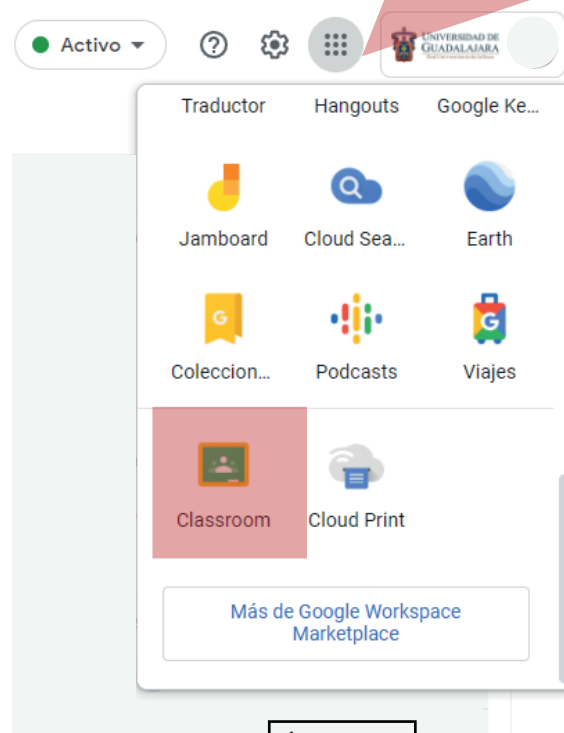 Activo
UNIVERSIDAD DE
GUADALAJARA
Traductor Hangouts Google Ke...
Jamboard Cloud Sea... Earth
G
G
Coleccion... Podcasts Viajes
Classroom Cloud Print
Más de Google Workspace
Marketplace